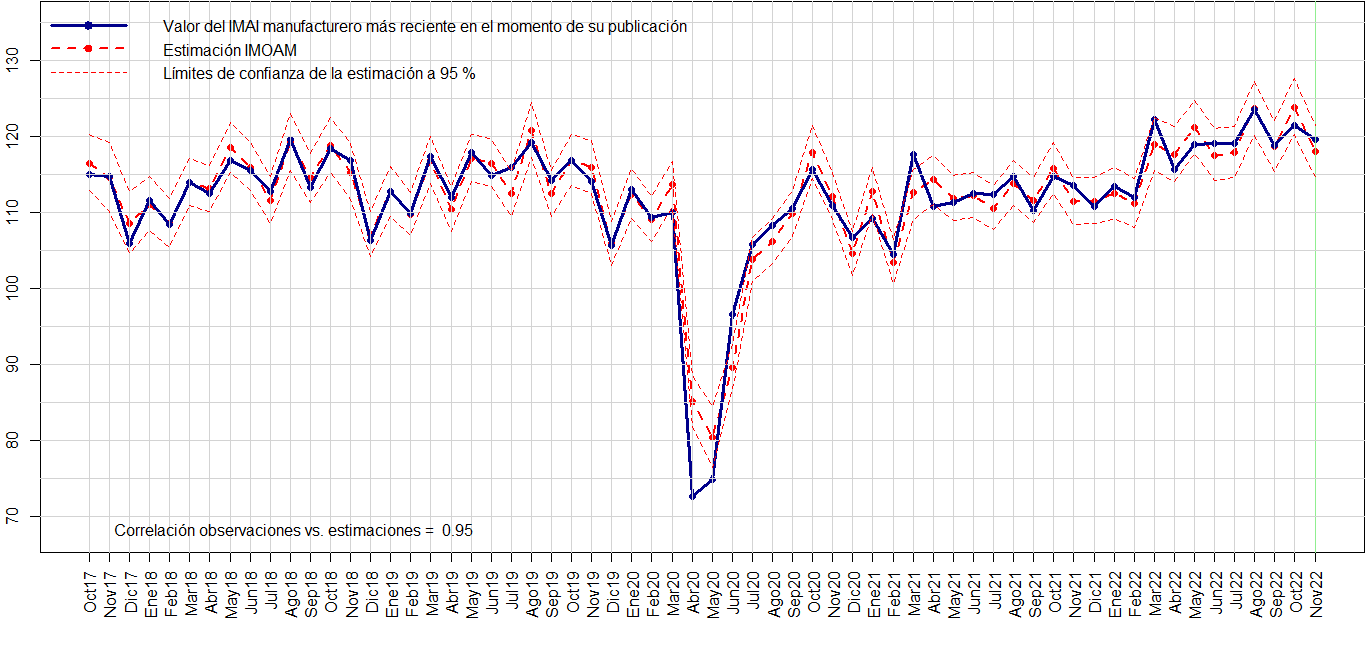 Valor del IMAI manufacturero más reciente en el momento de su publicación
Estimación IMOAM
Límites de confianza de la estimación a 95 %
130
120
110
100
90
80
70
Correlación observaciones vs. estimaciones = 0.95
Oct17
Nov17
Dic17
Ene18
Feb18
Mar18
Abr18
May18
Jun18
Jul18
Ago18
Sep18
Oct18
Nov18
Dic18
Ene19
Feb19
Mar19
Abr19
May19
Jun19
Jul19
Ago19
Sep19
Oct19
Nov19
Dic19
Ene20
Feb20
Mar20
Abr20
May20
Jun20
Jul20
Ago20
Sep20
Oct20
Nov20
Dic20
Ene21
Feb21
Mar21
Abr21
May21
Jun21
Jul21
Ago21
Sep21
Oct21
Nov21
Dic21
Ene22
Feb22
Mar22
Abr22
May22
Jun22
Jul22
Ago22
Sep22
Oct22
Nov22